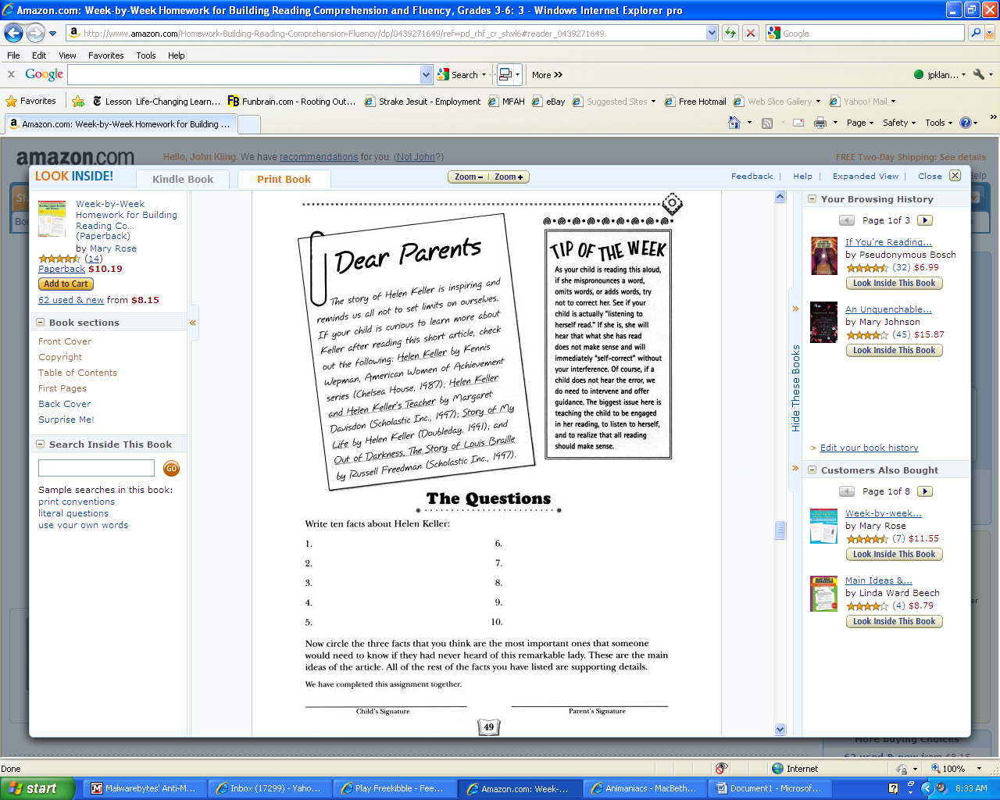 Amazon.com: Week-by-Week Homework for Building Reading Comprehension and Fluency, Grades 3-6: 3 - Windows Internet Explorer pro
http://www.amazon.com/Homework-Building-Reading-Comprehension-Fluency/dp/0439271649/ref=pd_rhf_cr_shvl6#reader_0439271649
Google
File Edit View Favorites Tools Help
x Google Search More »
jpklan...
Favorites Lesson Life-Changing Learn... Funbrain.com - Rooting Out... Strake Jesuit - Employment MFAH eBay Suggested Sites Free Hotmail Web Slice Gallery Yahoo! Mail
Amazon.com: Week-by-Week Homework for Building ...
Page Safety Tools
amazon.com Hello, John Kling. We have recommendations for you. (Not John?) FREE Two-Day Shipping: See details
LOOK INSIDE! Kindle Book Print Book Zoom – Zoom + Feedback | Help | Expanded View | Close
Help
Week-by-Week
Homework for Building
Reading Co...
(Paperback)
by Mary Rose
(14)
Paperback $10.19
Add to Cart
62 used & new from $8.15
Book sections
Front Cover
Copyright
Table of Contents
First Pages
Back Cover
Surprise Me!
Search Inside This Book
GO
Sample searches in this book:
print conventions
literal questions
use your own words
Dear Parents
The story of Helen Keller is inspiring and
reminds us all not to set limits on ourselves.
If your child is curious to learn more about
Keller after reading this short article, check
out the following: Helen Keller by Kennis
Wepman, American Women of Achievement
series (Chelsea House, 1987); Helen Keller
and Helen Keller's Teacher by Margaret
Davisdon (Scholastic Inc., 1997); Story of My
Life by Helen Keller (Doubleday, 1991); and
Out of Darkness, The Story of Louis Braille
by Russell Freedman (Scholastic Inc., 1997).
TIP OF THE WEEK
As your child is reading this aloud,
if she mispronounces a word,
omits words, or adds words, try
not to correct her. See if your
child is actually "listening to
herself read." If she is, she will
hear that what she has read
does not make sense and will
immediately "self-correct" without
your interference. Of course, if a
child does not hear the error, we
do need to intervene and offer
guidance. The biggest issue here is
teaching the child to be engaged
in her reading, to listen to herself,
and to realize that all reading
should make sense.
The Questions
Write ten facts about Helen Keller:
1. 6.
2. 7.
3. 8.
4. 9.
5. 10.
Now circle the three facts that you think are the most important ones that someone
would need to know if they had never heard of this remarkable lady. These are the main
ideas of the article. All of the rest of the facts you have listed are supporting details.
We have completed this assignment together.
Child's Signature Parent's Signature
49
Hide These Books
Your Browsing History
Page 1of 3
If You're Reading...
by Pseudonymous Bosch
(32) $6.99
Look Inside This Book
An Unquenchable...
by Mary Johnson
(45) $15.87
Look Inside This Book
> Edit your book history
Customers Also Bought
Page 1of 8
Week-by-week...
by Mary Rose
(7) $11.55
Look Inside This Book
Main Ideas &...
by Linda Ward Beech
(4) $8.79
Look Inside This Book
More Buying Choices
62 used & new from $8.15
Done Internet 100%
start Malwarebytes' Anti-M... Inbox (17299) - Yaho... Play Freekibble - Fee... Amazon.com: Week-... Animaniacs - MacBeth... Document1 - Microsof... 8:33 AM